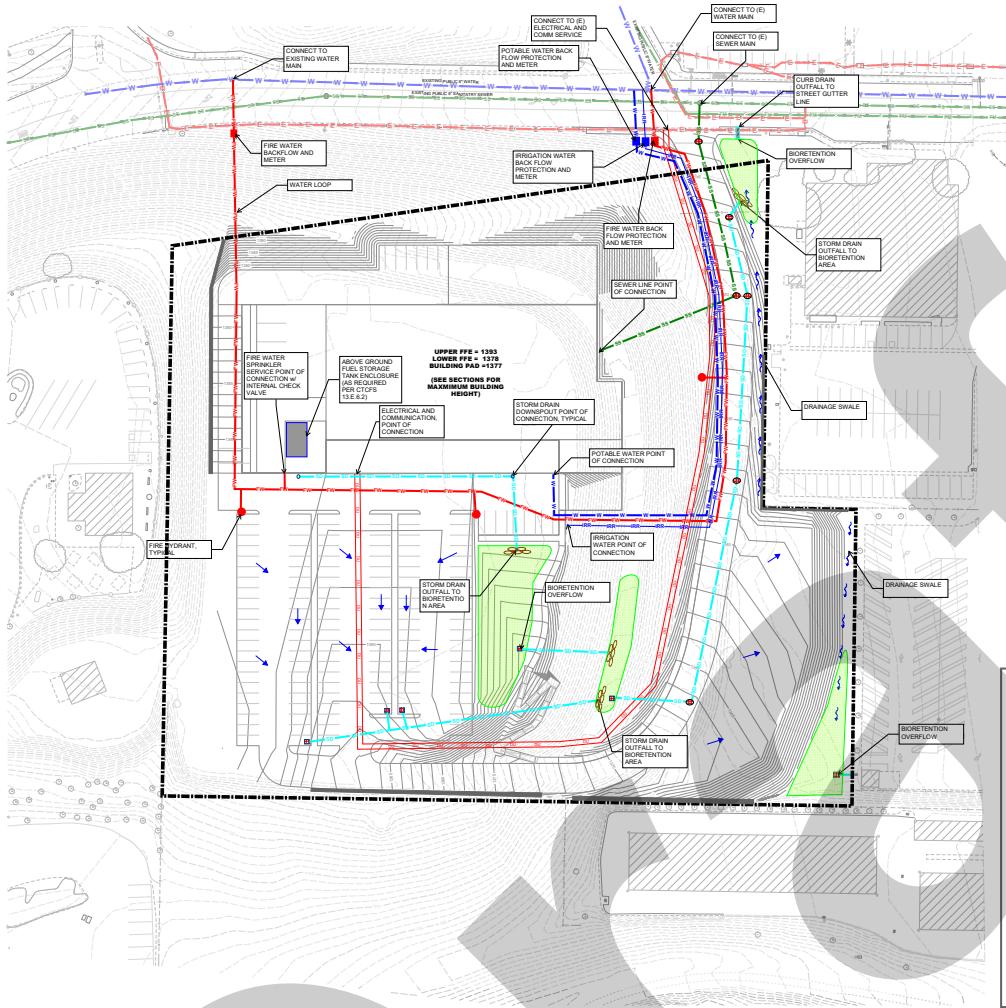 CONNECT TO (E)
WATER MAIN
CONNECT TO (E)
ELECTRICAL AND
COMM SERVICE
CONNECT TO (E)
SEWER MAIN
CONNECT TO
EXISTING WATER
MAIN
POTABLE WATER BACK
FLOW PROTECTION
AND METER
CURB DRAIN
OUTFALL TO
STREET GUTTER
LINE
FIRE WATER
BACKFLOW AND
METER
IRRIGATION WATER
BACK FLOW
PROTECTION AND
METER
BIORETENTION
OVERFLOW
WATER LOOP
FIRE WATER BACK
FLOW PROTECTION
AND METER
STORM DRAIN
OUTFALL TO
BIORETENTION
AREA
SEWER LINE POINT
OF CONNECTION
UPPER FFE = 1393
LOWER FFE = 1378
BUILDING PAD =1377
(SEE SECTIONS FOR
MAXMIMUM BUILDING
HEIGHT)
FIRE WATER
SPRINKLER
SERVICE POINT OF
CONNECTION w/
INTERNAL CHECK
VALVE
ABOVE GROUND
FUEL STORAGE
TANK ENCLOSURE
(AS REQUIRED
PER CTCFS
13.E.6.2)
ELECTRICAL AND
COMMUNICATION,
POINT OF
CONNECTION
STORM DRAIN
DOWNSPOUT POINT OF
CONNECTION, TYPICAL
DRAINAGE SWALE
POTABLE WATER POINT
OF CONNECTION
FIRE HYDRANT,
TYPICAL
IRRIGATION
WATER POINT OF
CONNECTION
STORM DRAIN
OUTFALL TO
BIORETENTIO
N AREA
BIORETENTION
OVERFLOW
DRAINAGE SWALE
STORM DRAIN
OUTFALL TO
BIORETENTION
AREA
BIORETENTION
OVERFLOW